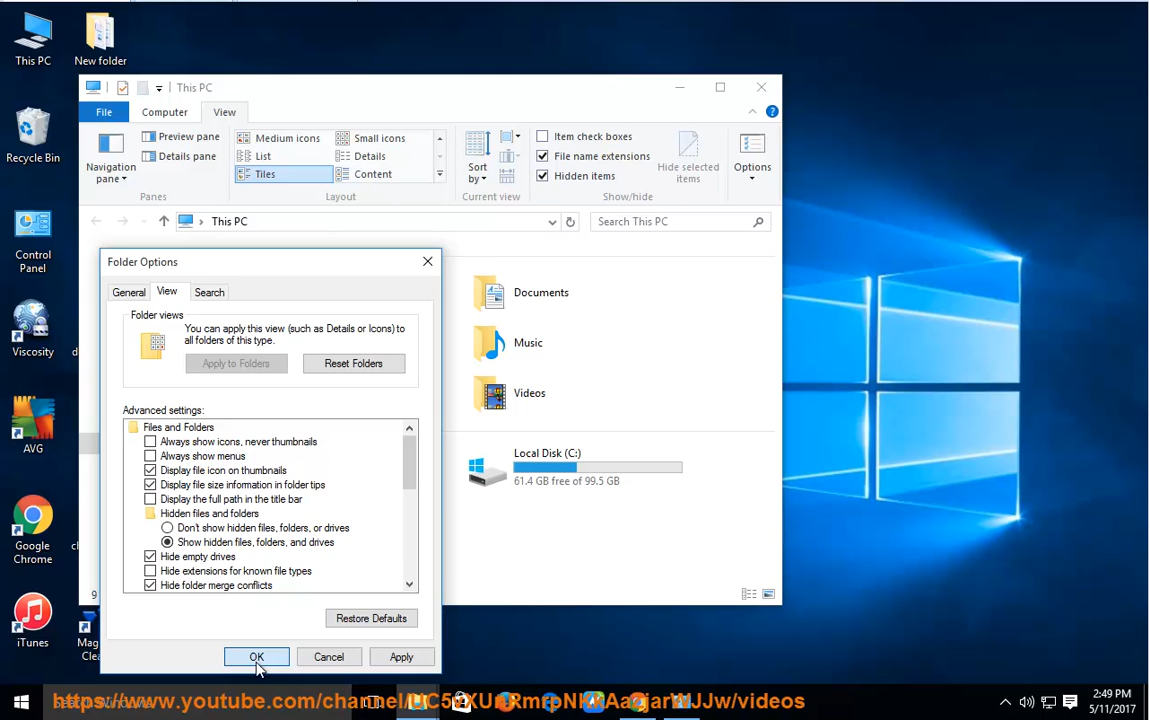 This PC
New folder
Recycle Bin
Control
Panel
Viscosity
AVG
Google
Chrome
iTunes
This PC
File
Computer
View
Navigation
pane
Preview pane
Details pane
Panes
Medium icons
Small icons
List
Details
Tiles
Content
Layout
Sort
by
Current view
Item check boxes
File name extensions
Hidden items
Hide selected
items
Show/hide
Options
This PC
Search This PC
Documents
Music
Videos
Local Disk (C:)
61.4 GB free of 99.5 GB
Folder Options
General
View
Search
Folder views
You can apply this view (such as Details or Icons) to
all folders of this type.
Apply to Folders
Reset Folders
Advanced settings:
Files and Folders
Always show icons, never thumbnails
Always show menus
Display file icon on thumbnails
Display file size information in folder tips
Display the full path in the title bar
Hidden files and folders
Don't show hidden files, folders, or drives
Show hidden files, folders, and drives
Hide empty drives
Hide extensions for known file types
Hide folder merge conflicts
Restore Defaults
OK
Cancel
Apply
9
2:49 PM
5/11/2017